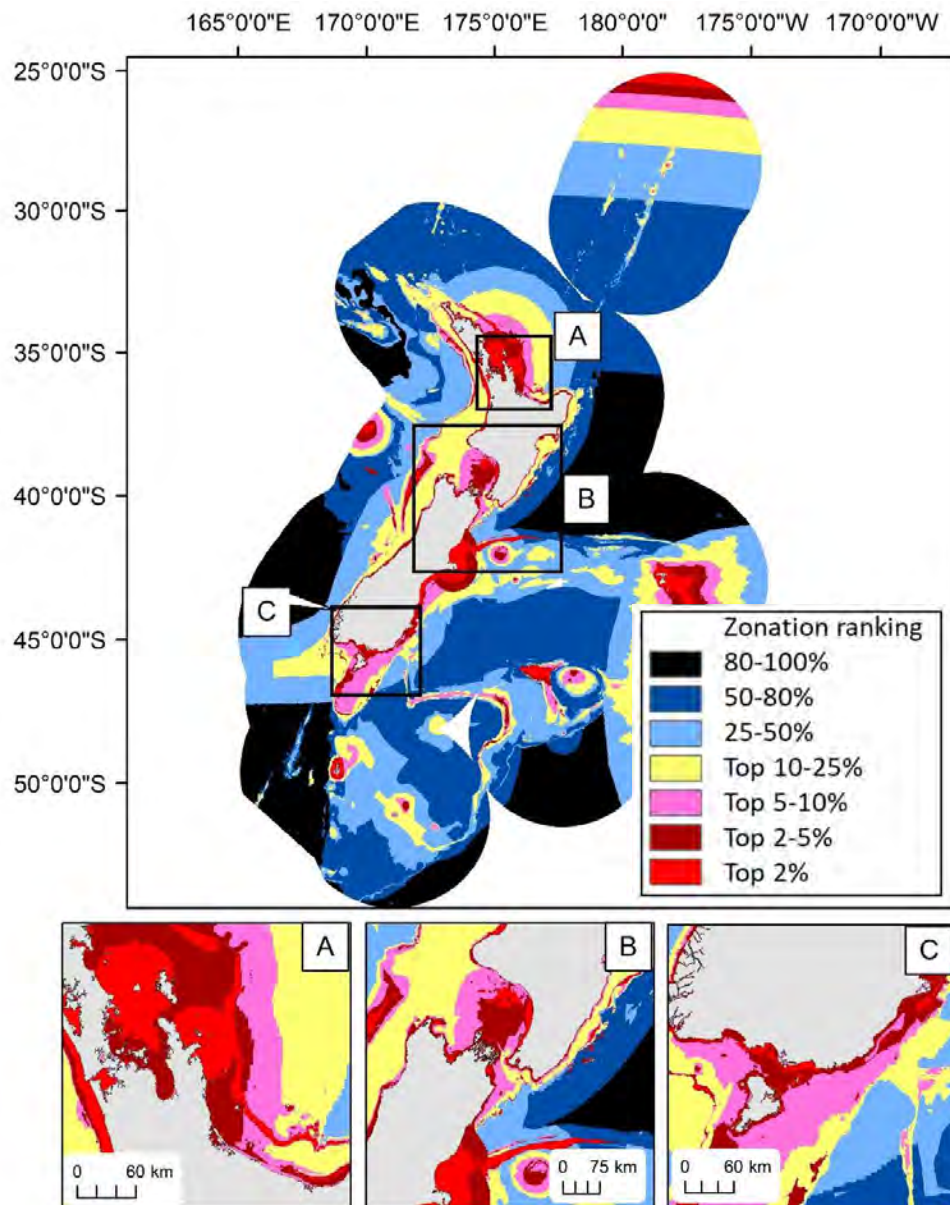 165°0'0"E 170°0'0"E 175°0'0"E 180°0'0" 175°0'0"W 170°0'0"W
25°0'0"S
30°0'0"S
A
35°0'0"S
40°0'0"S
B
C
45°0'0"S
Zonation ranking
80-100%
50-80%
25-50%
Top 10-25%
Top 5-10%
Top 2-5%
Top 2%
50°0'0"S
A
B
C
0 60 km
0 75 km
0 60 km